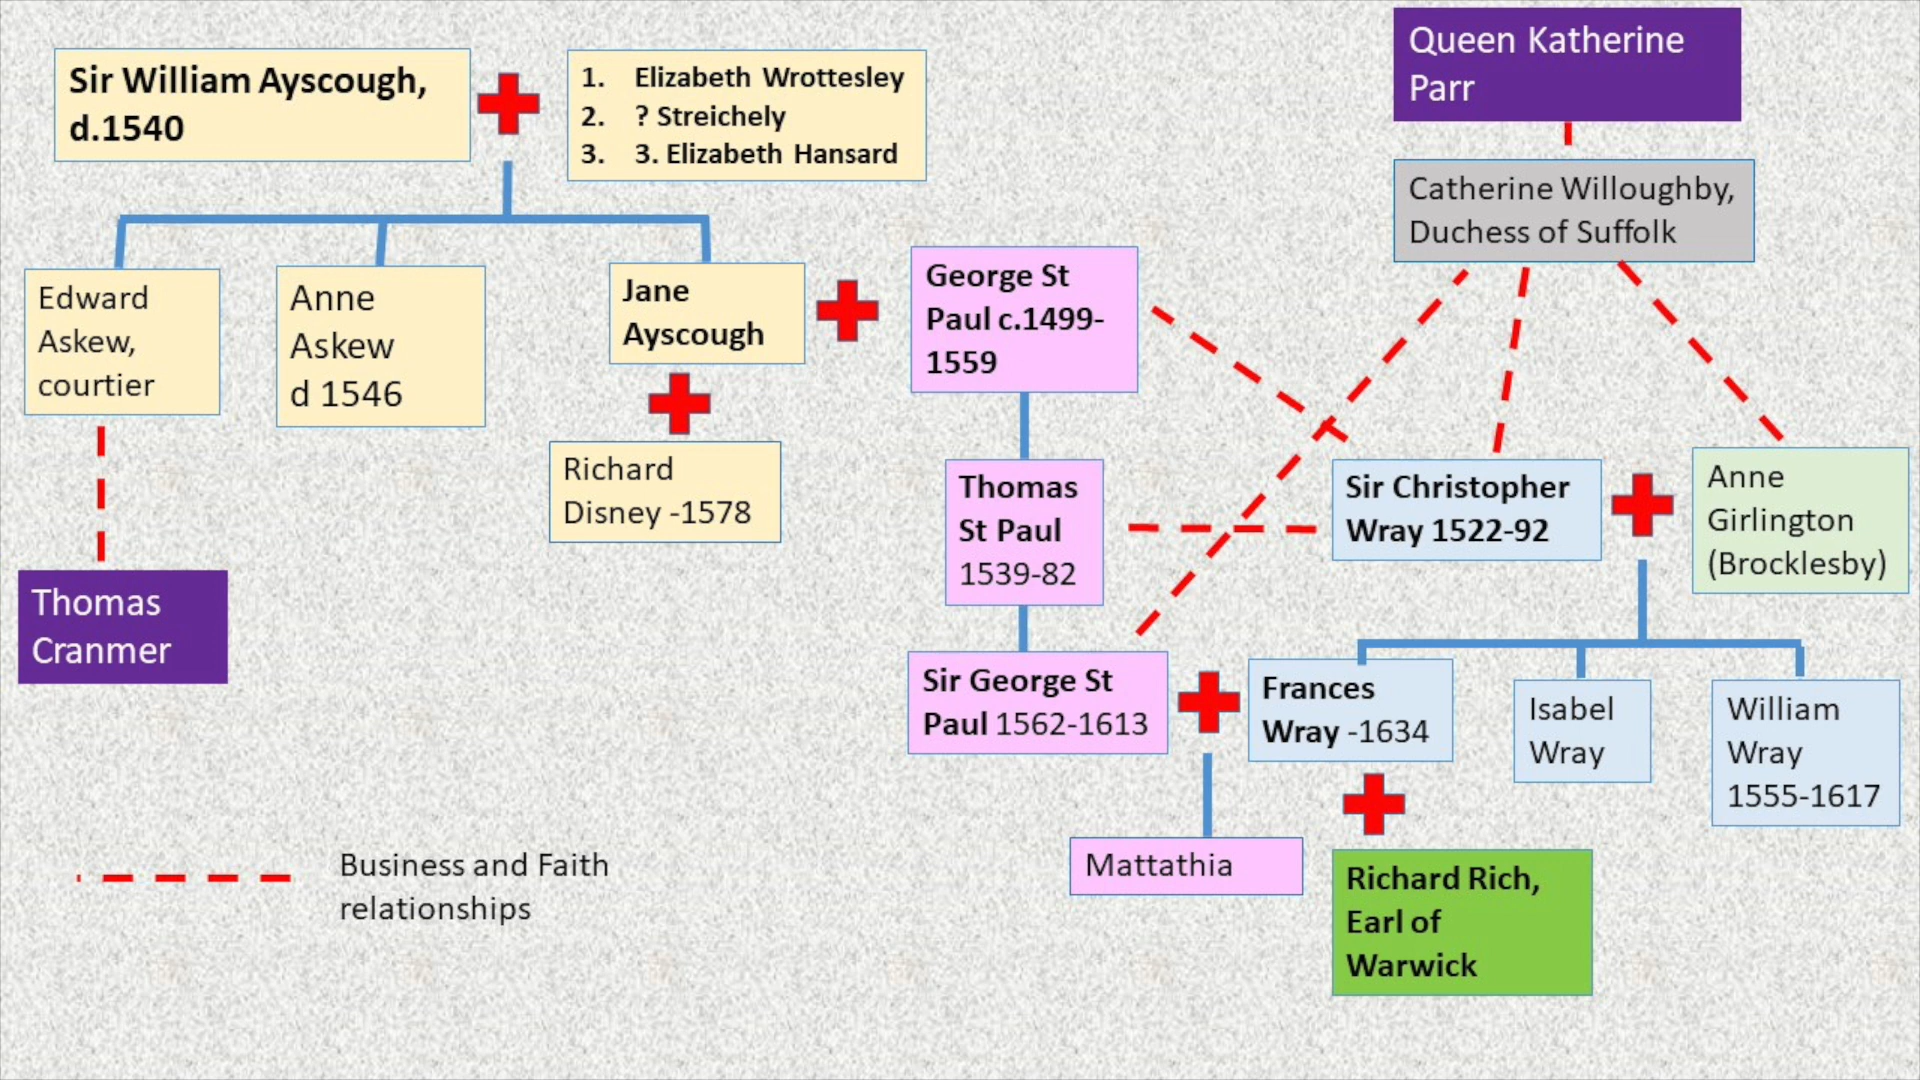 Sir William Ayscough,
d.1540
1. Elizabeth Wrottesley
2. ? Streichely
3. 3. Elizabeth Hansard
Queen Katherine
Parr
Catherine Willoughby,
Duchess of Suffolk
Edward
Askew,
courtier
Anne
Askew
d 1546
Jane
Ayscough
George St
Paul c.1499-
1559
Richard
Disney -1578
Thomas
St Paul
1539-82
Sir Christopher
Wray 1522-92
Anne
Girlington
(Brocklesby)
Thomas
Cranmer
Sir George St
Paul 1562-1613
Frances
Wray -1634
Isabel
Wray
William
Wray
1555-1617
Mattathia
Richard Rich,
Earl of
Warwick
Business and Faith
relationships